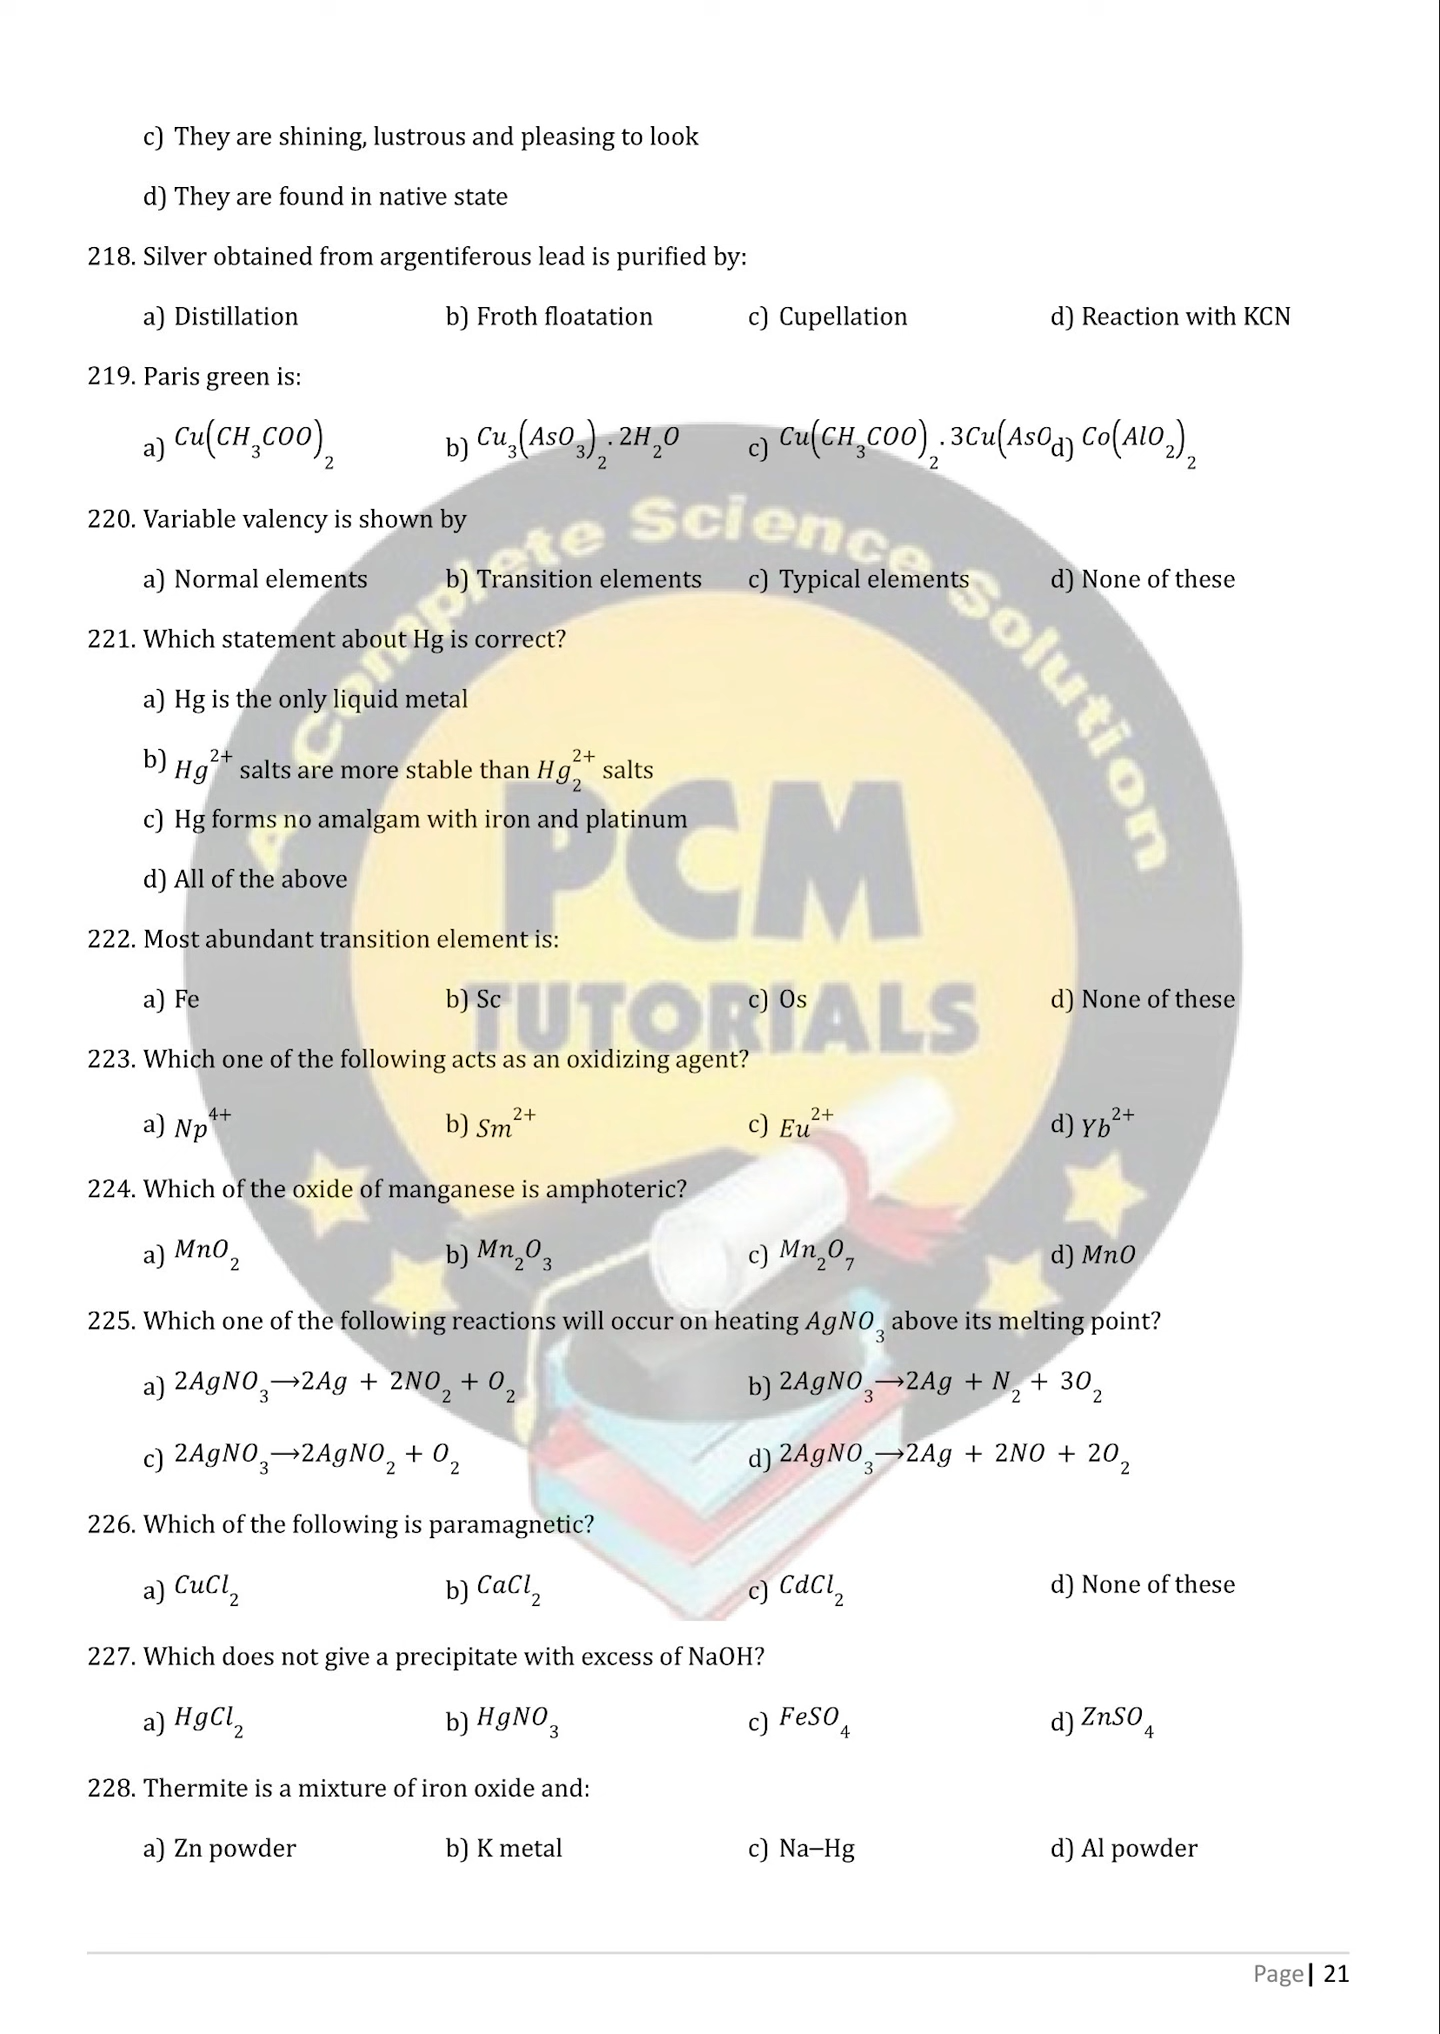 c) They are shining, lustrous and pleasing to look
d) They are found in native state
218. Silver obtained from argentiferous lead is purified by:
a) Distillation b) Froth floatation c) Cupellation d) Reaction with KCN
219. Paris green is:
a) Cu(CH₃COO)₂ b) Cu₃(AsO₃)₂.2H₂O c) Cu(CH₃COO)₂.3Cu(AsO d) Co(AlO₂)₂
220. Variable valency is shown by
a) Normal elements b) Transition elements c) Typical elements d) None of these
221. Which statement about Hg is correct?
a) Hg is the only liquid metal
b) Hg²⁺ salts are more stable than Hg₂²⁺ salts
c) Hg forms no amalgam with iron and platinum
d) All of the above
222. Most abundant transition element is:
a) Fe b) Sc c) Os d) None of these
223. Which one of the following acts as an oxidizing agent?
a) Np⁴⁺ b) Sm²⁺ c) Eu²⁺ d) Yb²⁺
224. Which of the oxide of manganese is amphoteric?
a) MnO₂ b) Mn₂O₃ c) Mn₂O₇ d) MnO
225. Which one of the following reactions will occur on heating AgNO₃ above its melting point?
a) 2AgNO₃⟶2Ag + 2NO₂ + O₂ b) 2AgNO₃⟶2Ag + N₂ + 3O₂
c) 2AgNO₃⟶2AgNO₂ + O₂ d) 2AgNO₃⟶2Ag + 2NO + 2O₂
226. Which of the following is paramagnetic?
a) CuCl₂ b) CaCl₂ c) CdCl₂ d) None of these
227. Which does not give a precipitate with excess of NaOH?
a) HgCl₂ b) HgNO₃ c) FeSO₄ d) ZnSO₄
228. Thermite is a mixture of iron oxide and:
a) Zn powder b) K metal c) Na–Hg d) Al powder
Page| 21
A Complete Science Solution
PCM
TUTORIALS